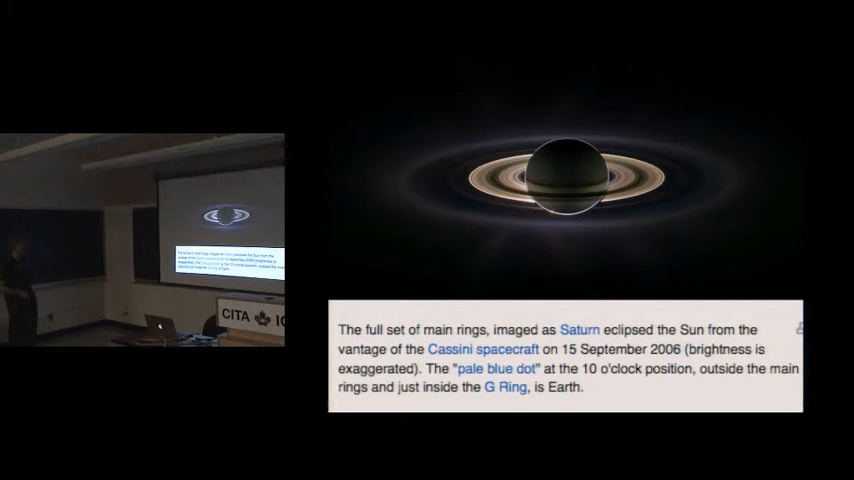 CITA IC
The full set of main rings, imaged as Saturn eclipsed the Sun from the
vantage of the Cassini spacecraft on 15 September 2006 (brightness is
exaggerated). The "pale blue dot" at the 10 o'clock position, outside the main
rings and just inside the G Ring, is Earth.